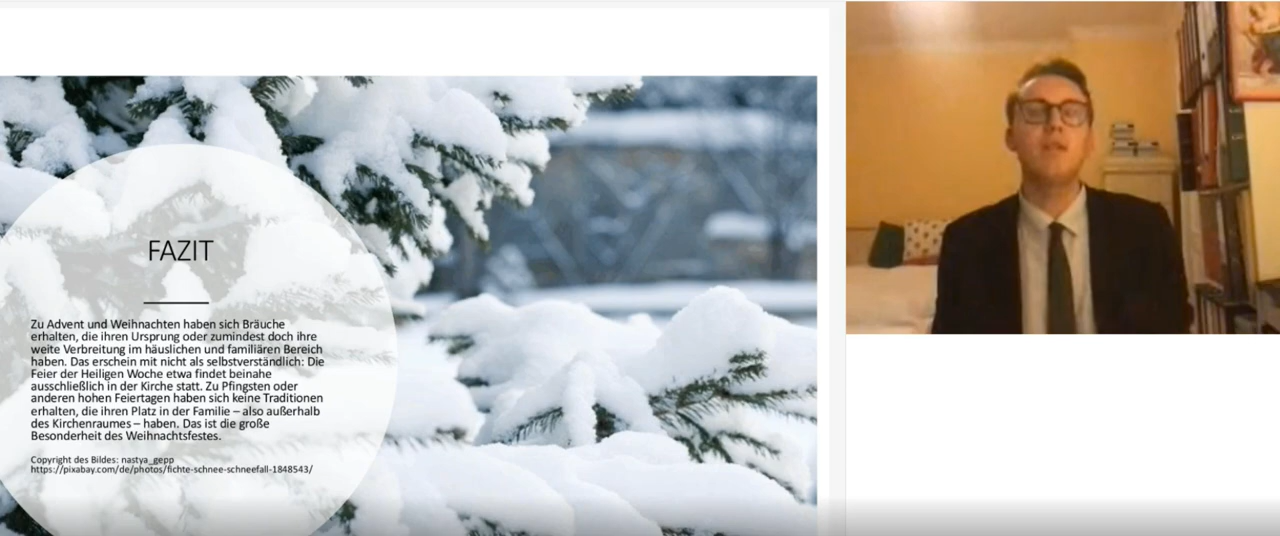 FAZIT
Zu Advent und Weihnachten haben sich Bräuche
erhalten, die ihren Ursprung oder zumindest doch ihre
weite Verbreitung im häuslichen und familiären Bereich
haben. Das erschein mit nicht als selbstverständlich: Die
Feier der Heiligen Woche etwa findet beinahe
ausschließlich in der Kirche statt. Zu Pfingsten oder
anderen hohen Feiertagen haben sich keine Traditionen
erhalten, die ihren Platz in der Familie – also außerhalb
des Kirchenraumes – haben. Das ist die große
Besonderheit des Weihnachtsfestes.
Copyright des Bildes: nastya_gepp
https://pixabay.com/de/photos/fichte-schnee-schneefall-1848543/